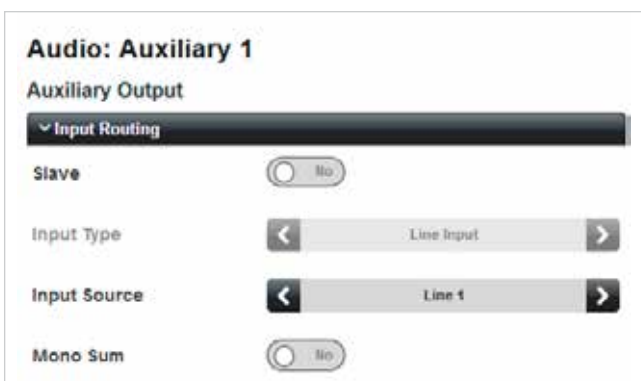 Audio: Auxiliary 1
Auxiliary Output
Input Routing
Slave No
Input Type Line Input
Input Source Line 1
Mono Sum No